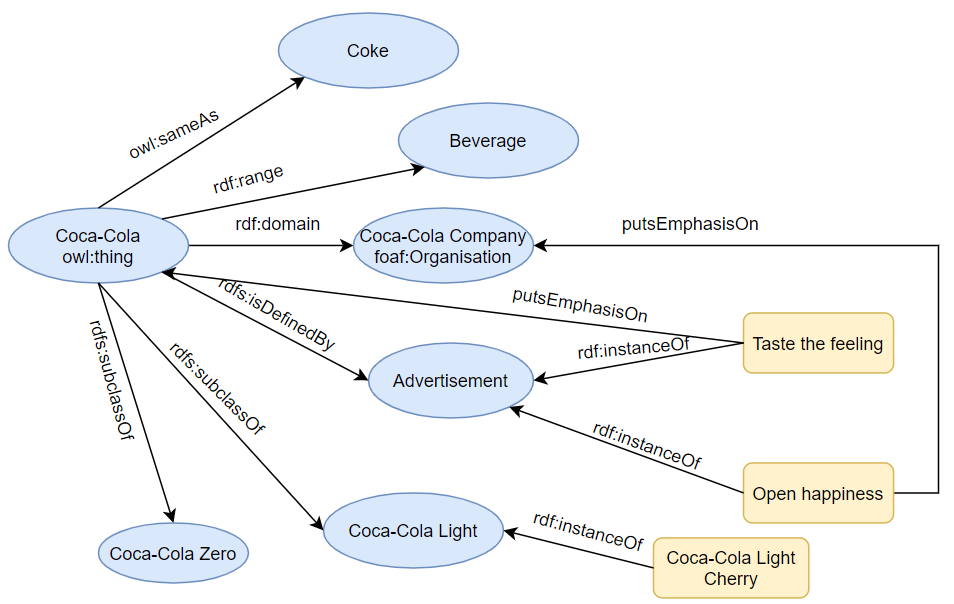 Coke
owl:sameAs
Beverage
rdf:range
rdf:domain
Coca-Cola
owl:thing
Coca-Cola Company
foaf:Organisation
putsEmphasisOn
rdfs:isDefinedBy
putsEmphasisOn
rdf:instanceOf
Taste the feeling
Advertisement
rdfs:subclassOf
rdfs:subclassOf
rdf:instanceOf
Open happiness
Coca-Cola Zero
Coca-Cola Light
rdf:instanceOf
Coca-Cola Light
Cherry